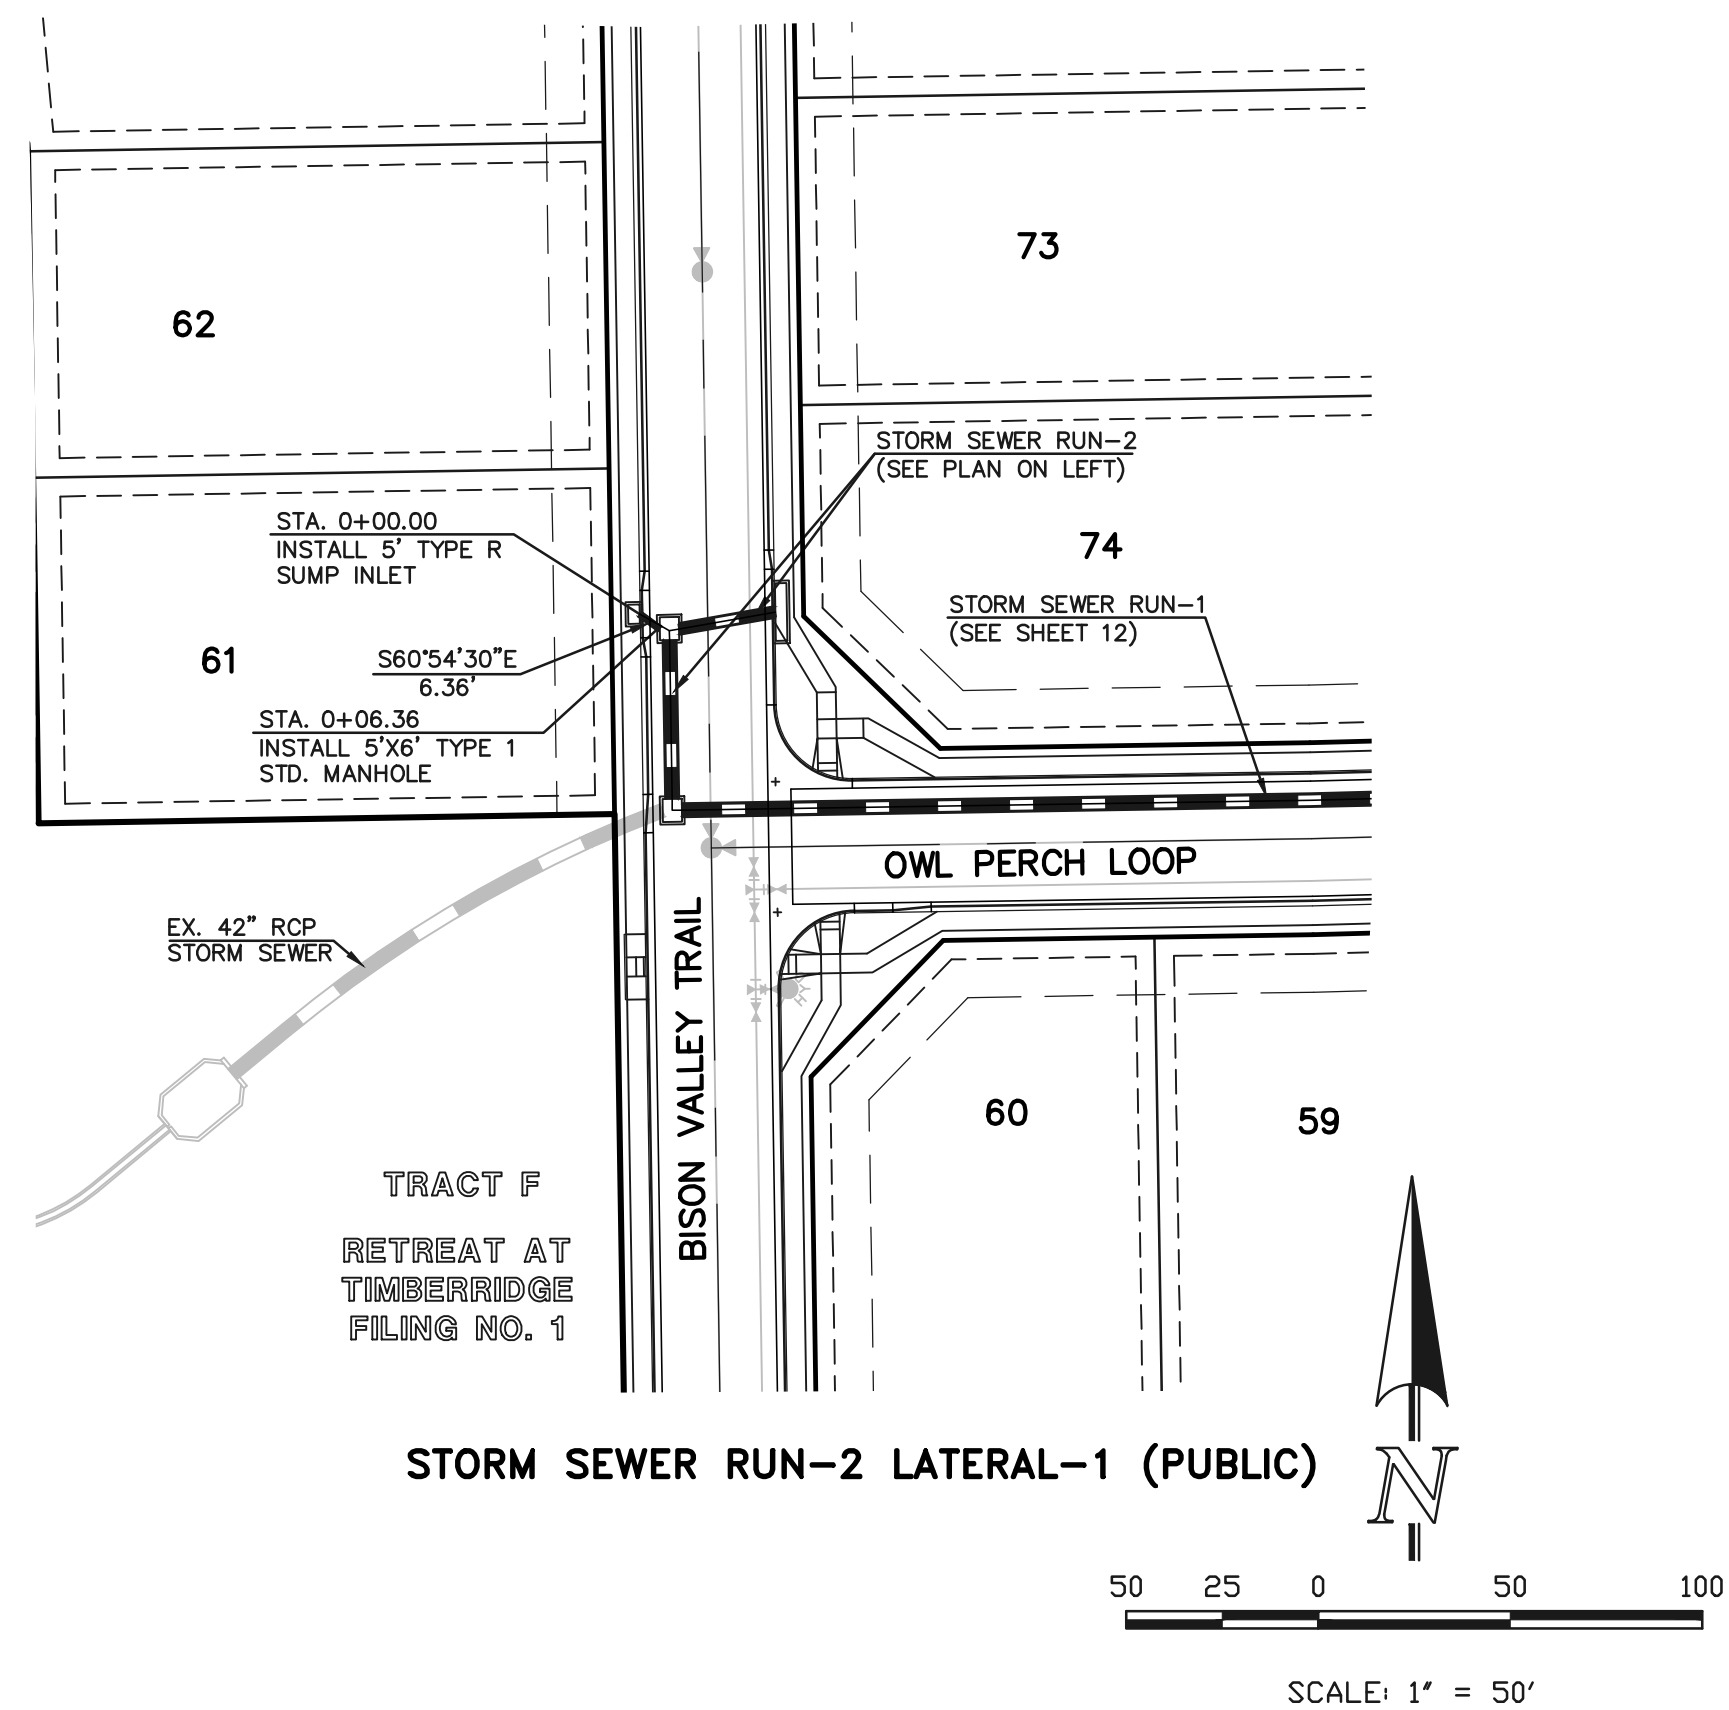 73
62
STORM SEWER RUN-2
(SEE PLAN ON LEFT)
STA. 0+00.00
INSTALL 5' TYPE R
SUMP INLET
74
STORM SEWER RUN-1
(SEE SHEET 12)
61
S60°54'30"E
6.36'
STA. 0+06.36
INSTALL 5'X6' TYPE 1
STD. MANHOLE
OWL PERCH LOOP
EX. 42" RCP
STORM SEWER
BISON VALLEY TRAIL
HYD
60
59
TRACT F
RETREAT AT
TIMBERRIDGE
FILING NO. 1
STORM SEWER RUN-2 LATERAL-1 (PUBLIC)
N
50 25 0 50 100
SCALE: 1" = 50'